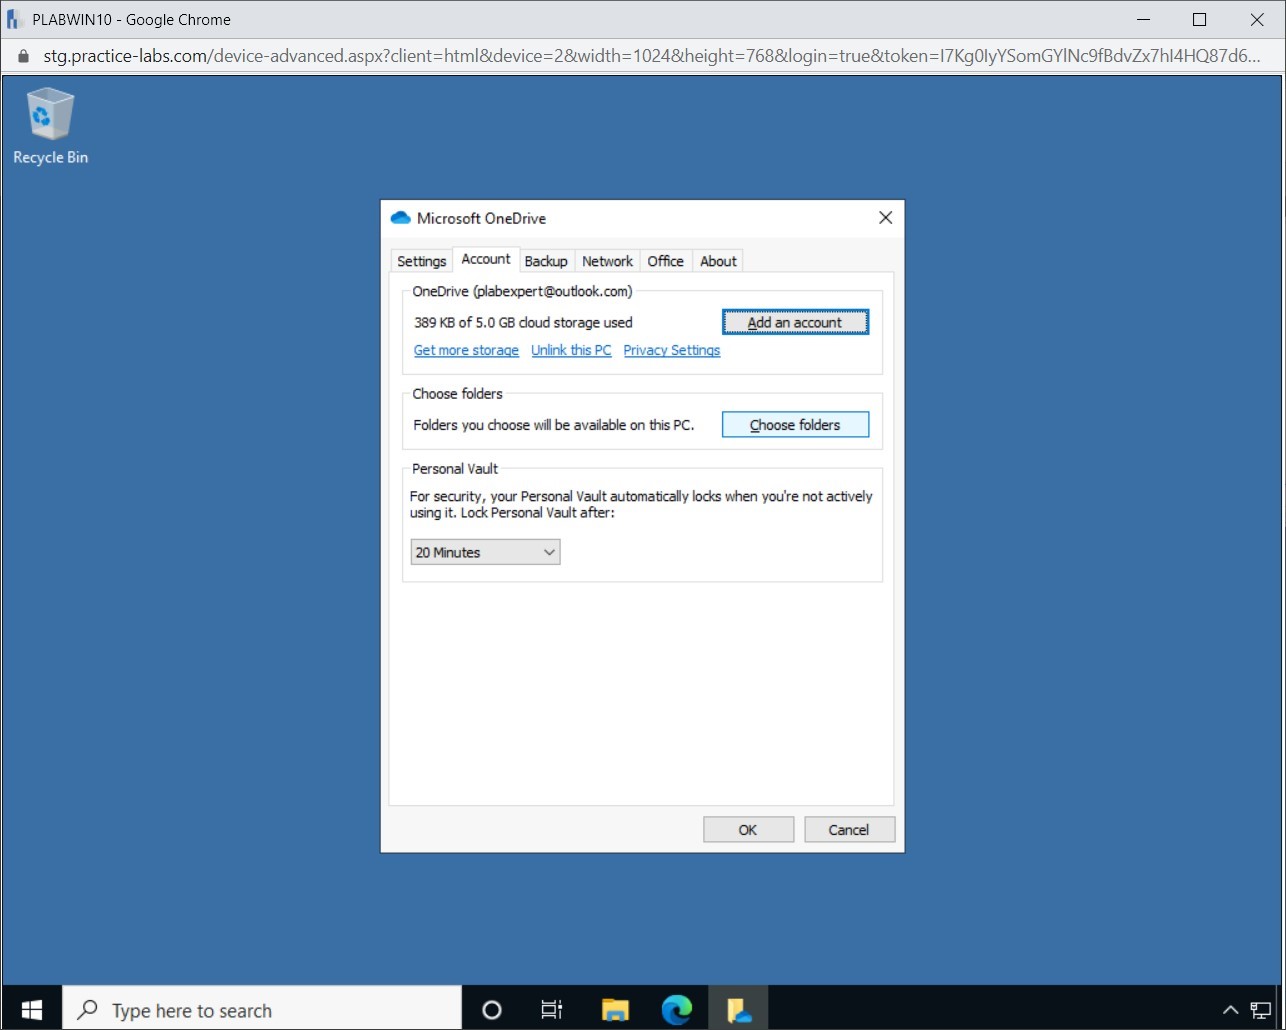 PLABWIN10 - Google Chrome
stg.practice-labs.com/device-advanced.aspx?client=html&device=2&width=1024&height=768&login=true&token=I7Kg0IyYSomGYlNc9fBdvZx7hI4HQ87d6...
Recycle Bin
Microsoft OneDrive
Settings Account Backup Network Office About
OneDrive (plabexpert@outlook.com)
389 KB of 5.0 GB cloud storage used
Add an account
Get more storage Unlink this PC Privacy Settings
Choose folders
Folders you choose will be available on this PC.
Choose folders
Personal Vault
For security, your Personal Vault automatically locks when you're not actively
using it. Lock Personal Vault after:
20 Minutes
OK Cancel
Type here to search